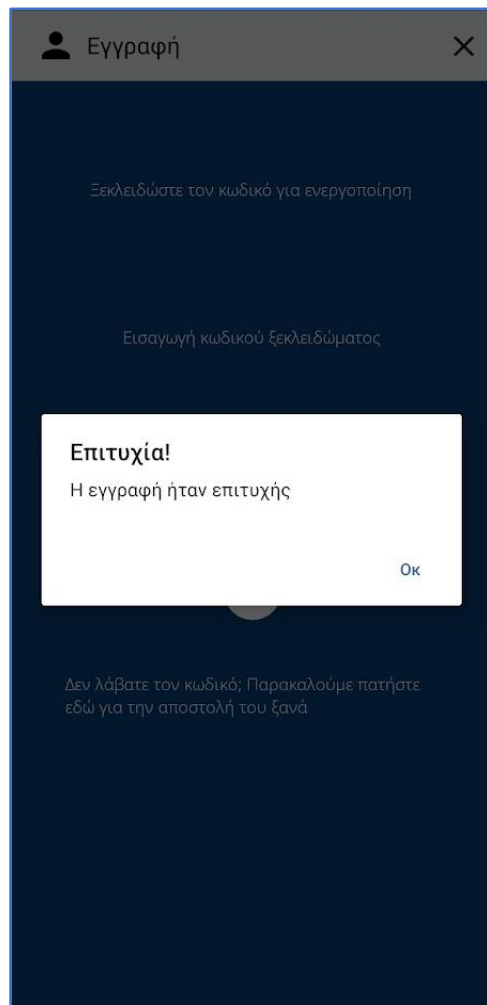 Εγγραφή
Ξεκλειδώστε τον κωδικό για ενεργοποίηση
Εισαγωγή κωδικού ξεκλειδώματος
Επιτυχία!
Η εγγραφή ήταν επιτυχής
Οκ
Δεν λάβατε τον κωδικό; Παρακαλούμε πατήστε
εδώ για την αποστολή του ξανά